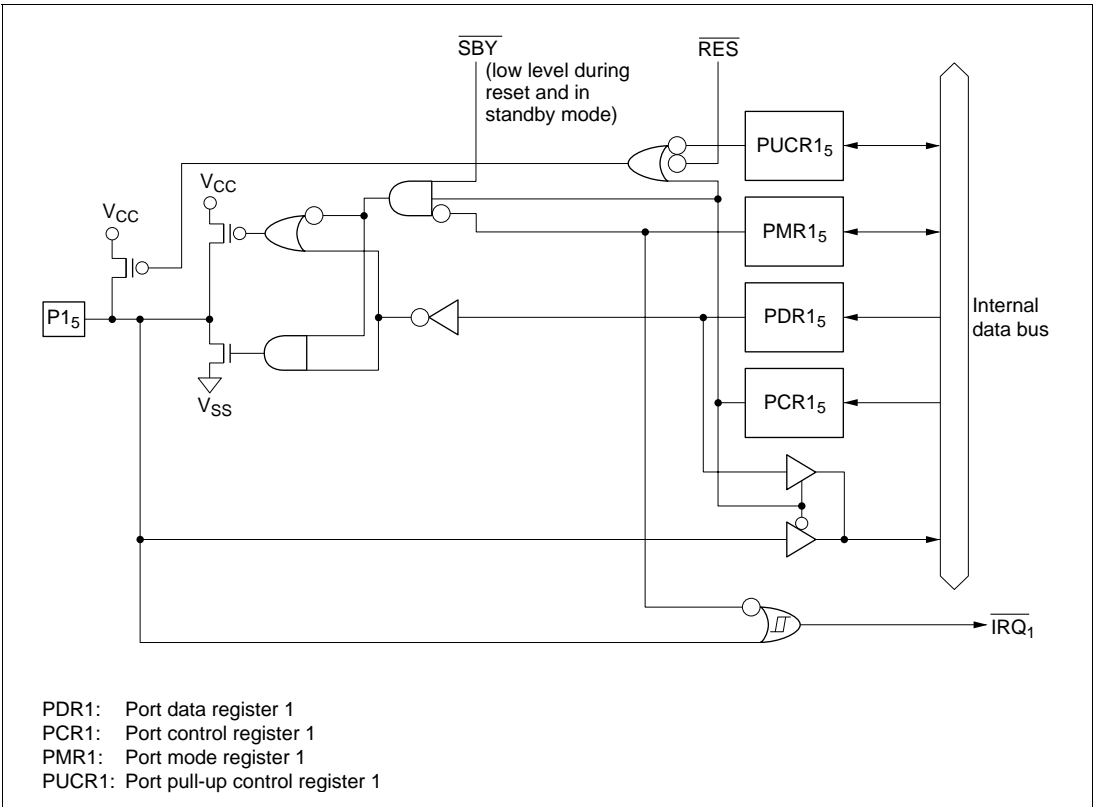 SBY
(low level during
reset and in
standby mode)
RES
PUCR1₅
VCC
VCC
PMR1₅
P1₅
PDR1₅
Internal
data bus
VSS
PCR1₅
IRQ₁
PDR1: Port data register 1
PCR1: Port control register 1
PMR1: Port mode register 1
PUCR1: Port pull-up control register 1